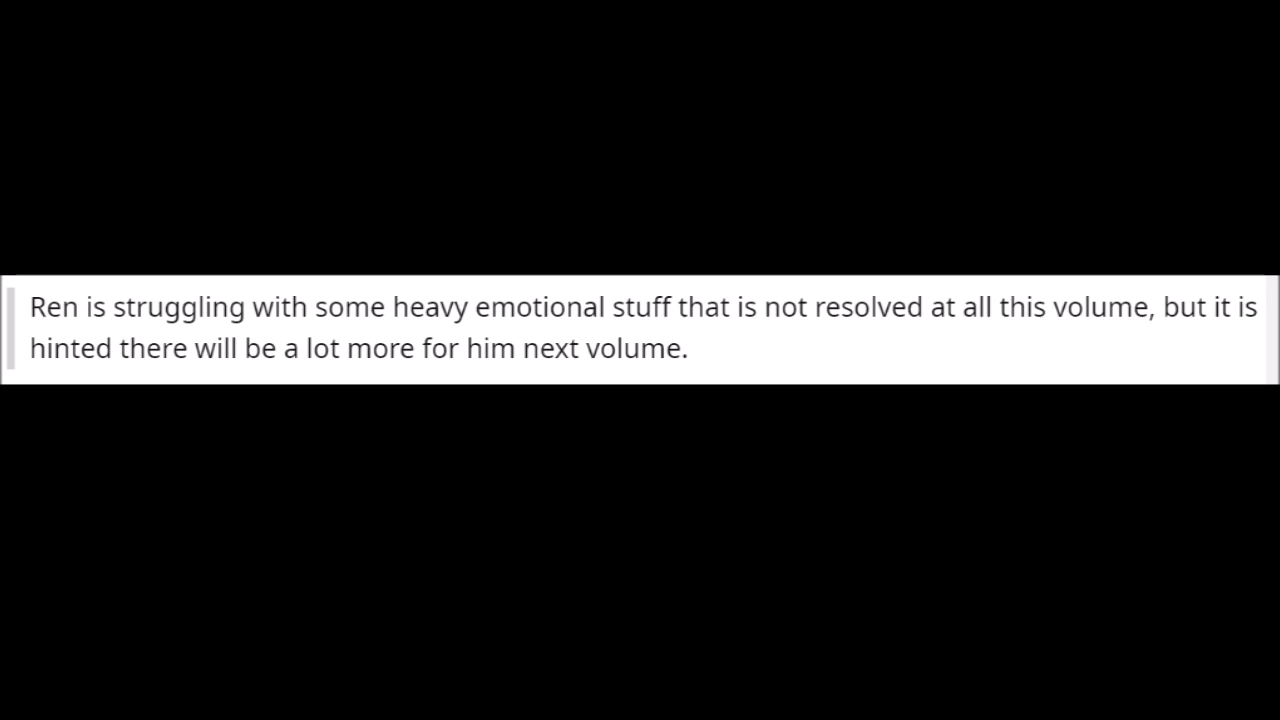 Ren is struggling with some heavy emotional stuff that is not resolved at all this volume, but it is
hinted there will be a lot more for him next volume.